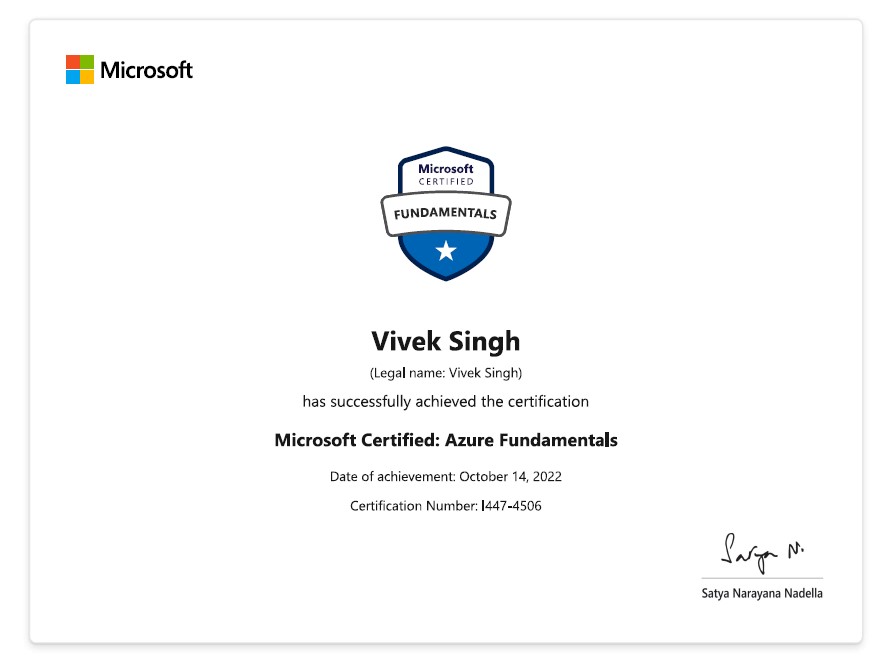 Microsoft
Microsoft
CERTIFIED
FUNDAMENTALS
Vivek Singh
(Legal name: Vivek Singh)
has successfully achieved the certification
Microsoft Certified: Azure Fundamentals
Date of achievement: October 14, 2022
Certification Number: I447-4506
Satya N.
Satya Narayana Nadella